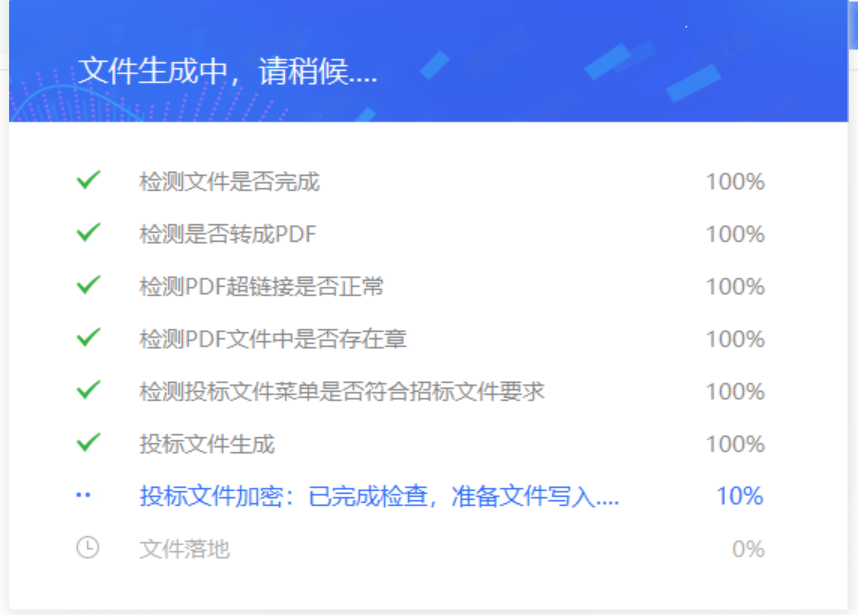 文件生成中，请稍候....
检测文件是否完成 100%
检测是否转成PDF 100%
检测PDF超链接是否正常 100%
检测PDF文件中是否存在章 100%
检测投标文件菜单是否符合招标文件要求 100%
投标文件生成 100%
投标文件加密：已完成检查，准备文件写入.... 10%
文件落地 0%